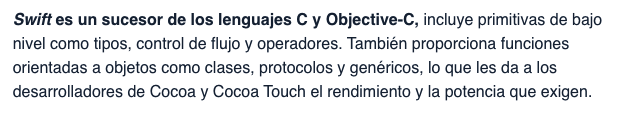 Swift es un sucesor de los lenguajes C y Objective-C, incluye primitivas de bajo
nivel como tipos, control de flujo y operadores. También proporciona funciones
orientadas a objetos como clases, protocolos y genéricos, lo que les da a los
desarrolladores de Cocoa y Cocoa Touch el rendimiento y la potencia que exigen.